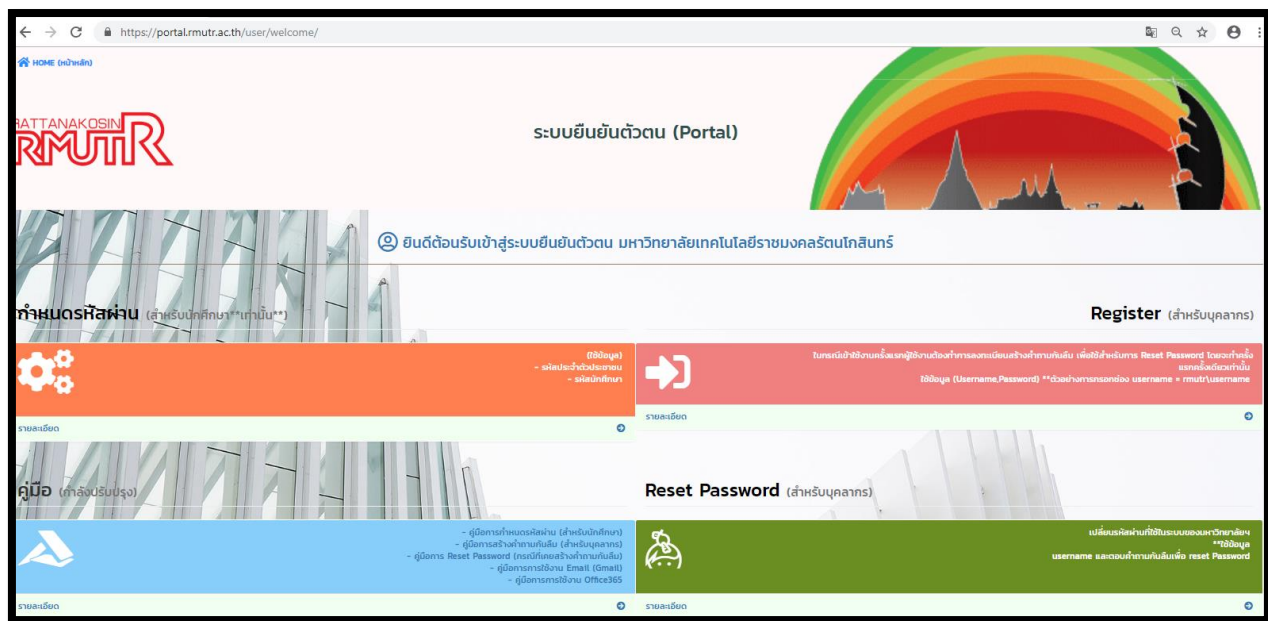 https://portal.rmutr.ac.th/user/welcome/
HOME (หน้าหลัก)
RATTANAKOSIN
RMUTR
ระบบยืนยันตัวตน (Portal)
ยินดีต้อนรับเข้าสู่ระบบยืนยันตัวตน มหาวิทยาลัยเทคโนโลยีราชมงคลรัตนโกสินทร์
กำหนดรหัสผ่าน (สำหรับนักศึกษา**เท่านั้น**)
(ใช้ข้อมูล)
- รหัสประจำตัวประชาชน
- รหัสนักศึกษา
รายละเอียด
Register (สำหรับบุคลากร)
ในกรณีเข้าใช้งานครั้งแรกผู้ใช้งานต้องทำการลงทะเบียนสร้างคำถามกันลืม เพื่อใช้สำหรับการ Reset Password โดยจะทำครั้ง
แรกครั้งเดียวเท่านั้น
ใช้ข้อมูล (Username,Password) **ตัวอย่างการกรอกช่อง username = rmutr\username
รายละเอียด
คู่มือ (กำลังปรับปรุง)
- คู่มือการกำหนดรหัสผ่าน (สำหรับนักศึกษา)
- คู่มือการสร้างคำถามกันลืม (สำหรับบุคลากร)
- คู่มือการ Reset Password (กรณีที่เคยสร้างคำถามกันลืม)
- คู่มือการการใช้งาน Email (Gmail)
- คู่มือการการใช้งาน Office365
รายละเอียด
Reset Password (สำหรับบุคลากร)
เปลี่ยนรหัสผ่านที่ใช้ในระบบของมหาวิทยาลัยฯ
**ใช้ข้อมูล
username และตอบคำถามกันลืมเพื่อ reset Password
รายละเอียด